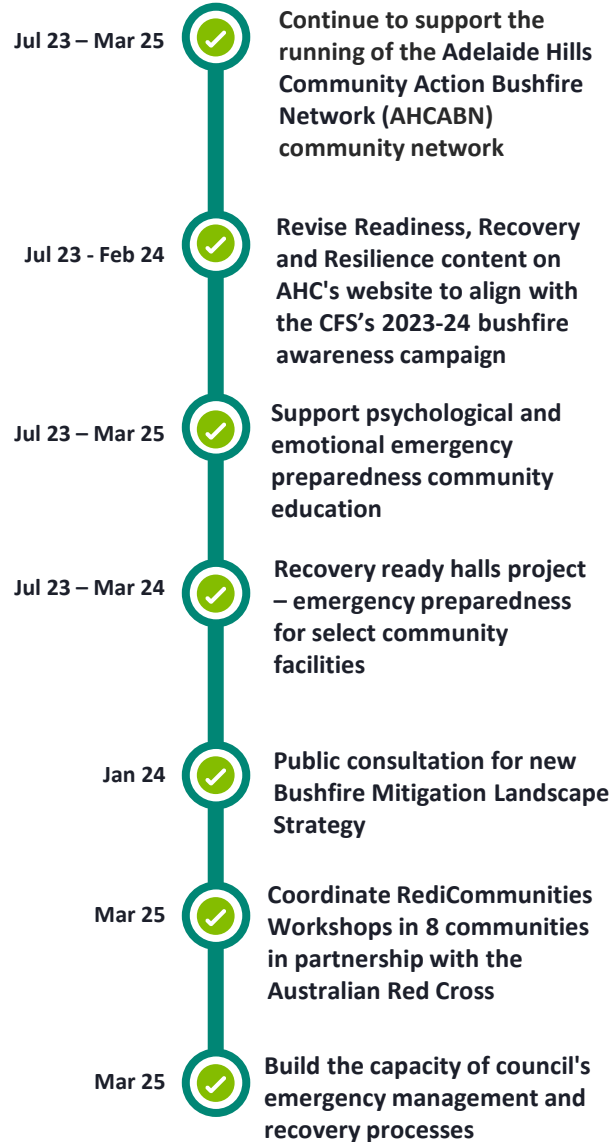 Jul 23 – Mar 25
Continue to support the
running of the Adelaide Hills
Community Action Bushfire
Network (AHCABN)
community network
Jul 23 - Feb 24
Revise Readiness, Recovery
and Resilience content on
AHC's website to align with
the CFS’s 2023-24 bushfire
awareness campaign
Jul 23 – Mar 25
Support psychological and
emotional emergency
preparedness community
education
Jul 23 – Mar 24
Recovery ready halls project
– emergency preparedness
for select community
facilities
Jan 24
Public consultation for new
Bushfire Mitigation Landscape
Strategy
Mar 25
Coordinate RediCommunities
Workshops in 8 communities
in partnership with the
Australian Red Cross
Mar 25
Build the capacity of council's
emergency management and
recovery processes